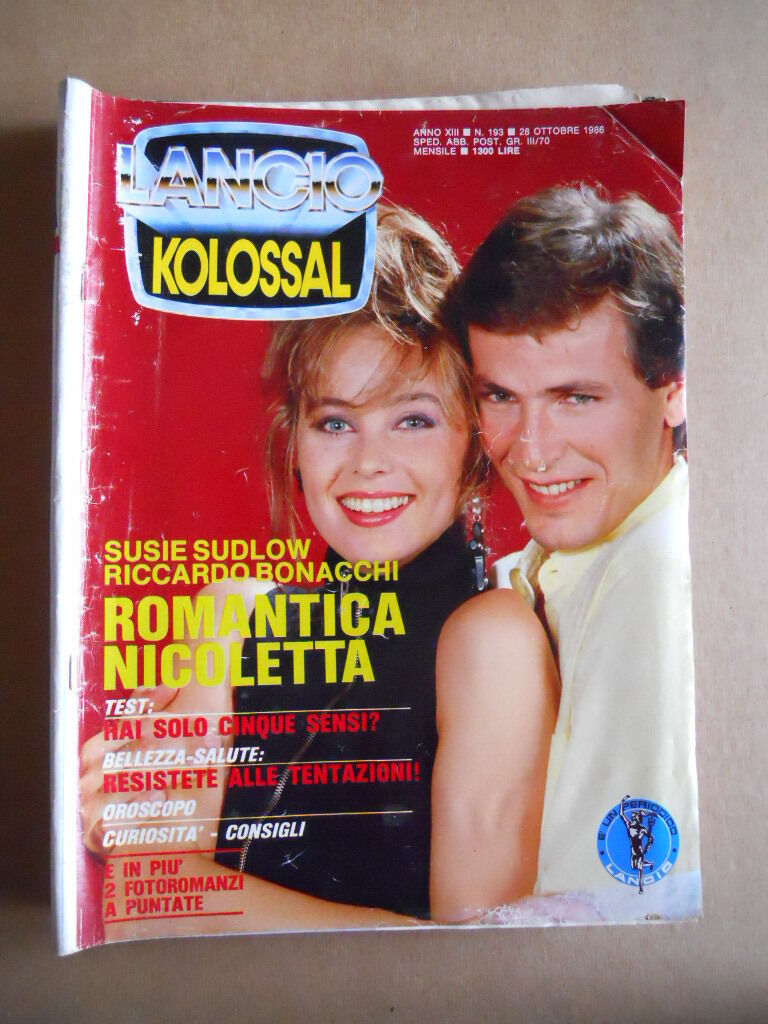 ANNO XIII ■ N. 193 ■ 28 OTTOBRE 1986
SPED. ABB. POST. GR. III/70
MENSILE ■ 1300 LIRE
LANCIO
KOLOSSAL
SUSIE SUDLOW
RICCARDO BONACCHI
ROMANTICA
NICOLETTA
TEST:
HAI SOLO CINQUE SENSI?
BELLEZZA-SALUTE:
RESISTETE ALLE TENTAZIONI!
OROSCOPO
CURIOSITA' - CONSIGLI
E IN PIU'
2 FOTOROMANZI
A PUNTATE
E UN PERIODICO
LANCIO